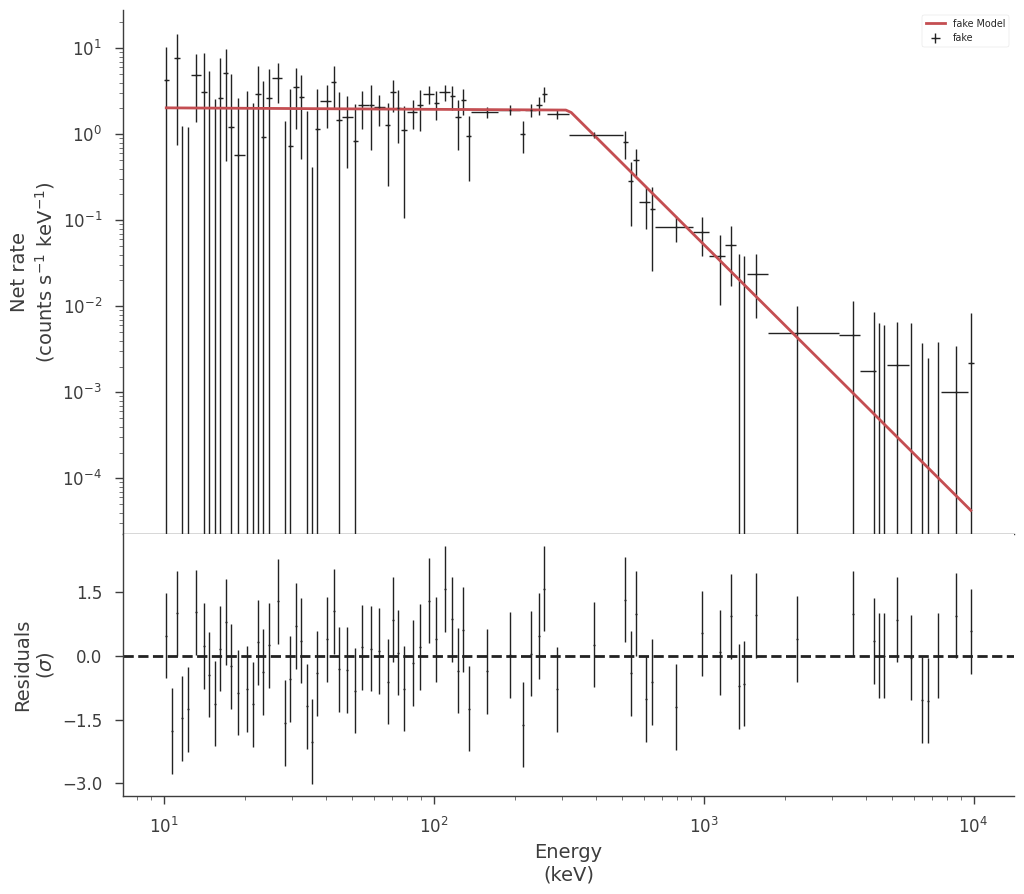 fake Model
fake
10¹
10⁰
10⁻¹
10⁻²
10⁻³
10⁻⁴
Net rate
(counts s⁻¹ keV⁻¹)
1.5
0.0
−1.5
−3.0
Residuals
(σ)
10¹ 10² 10³ 10⁴
Energy
(keV)